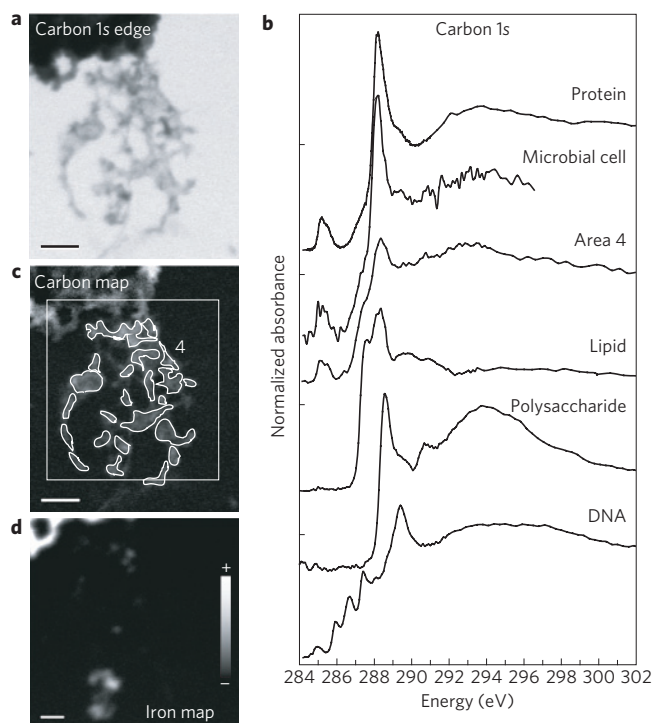 a
Carbon 1s edge
c
Carbon map
4
d
+
–
Iron map
b
Carbon 1s
Protein
Microbial cell
Area 4
Lipid
Polysaccharide
DNA
Normalized absorbance
284 286 288 290 292 294 296 298 300 302
Energy (eV)